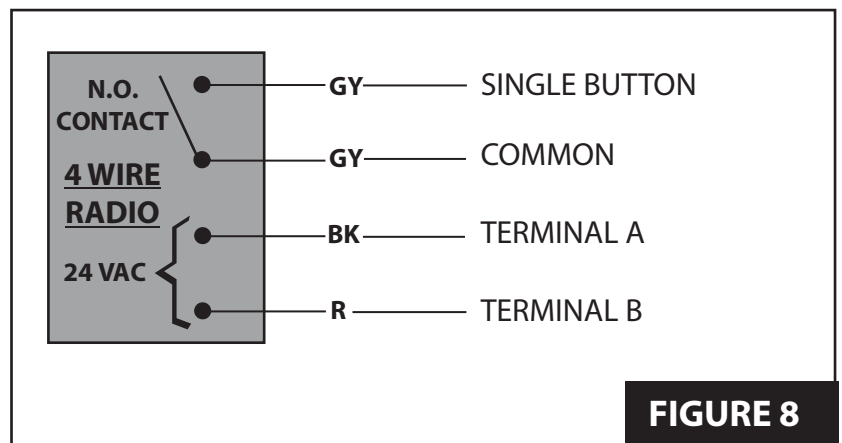 N.O.
CONTACT
4 WIRE
RADIO
24 VAC
GY SINGLE BUTTON
GY COMMON
BK TERMINAL A
R TERMINAL B
FIGURE 8